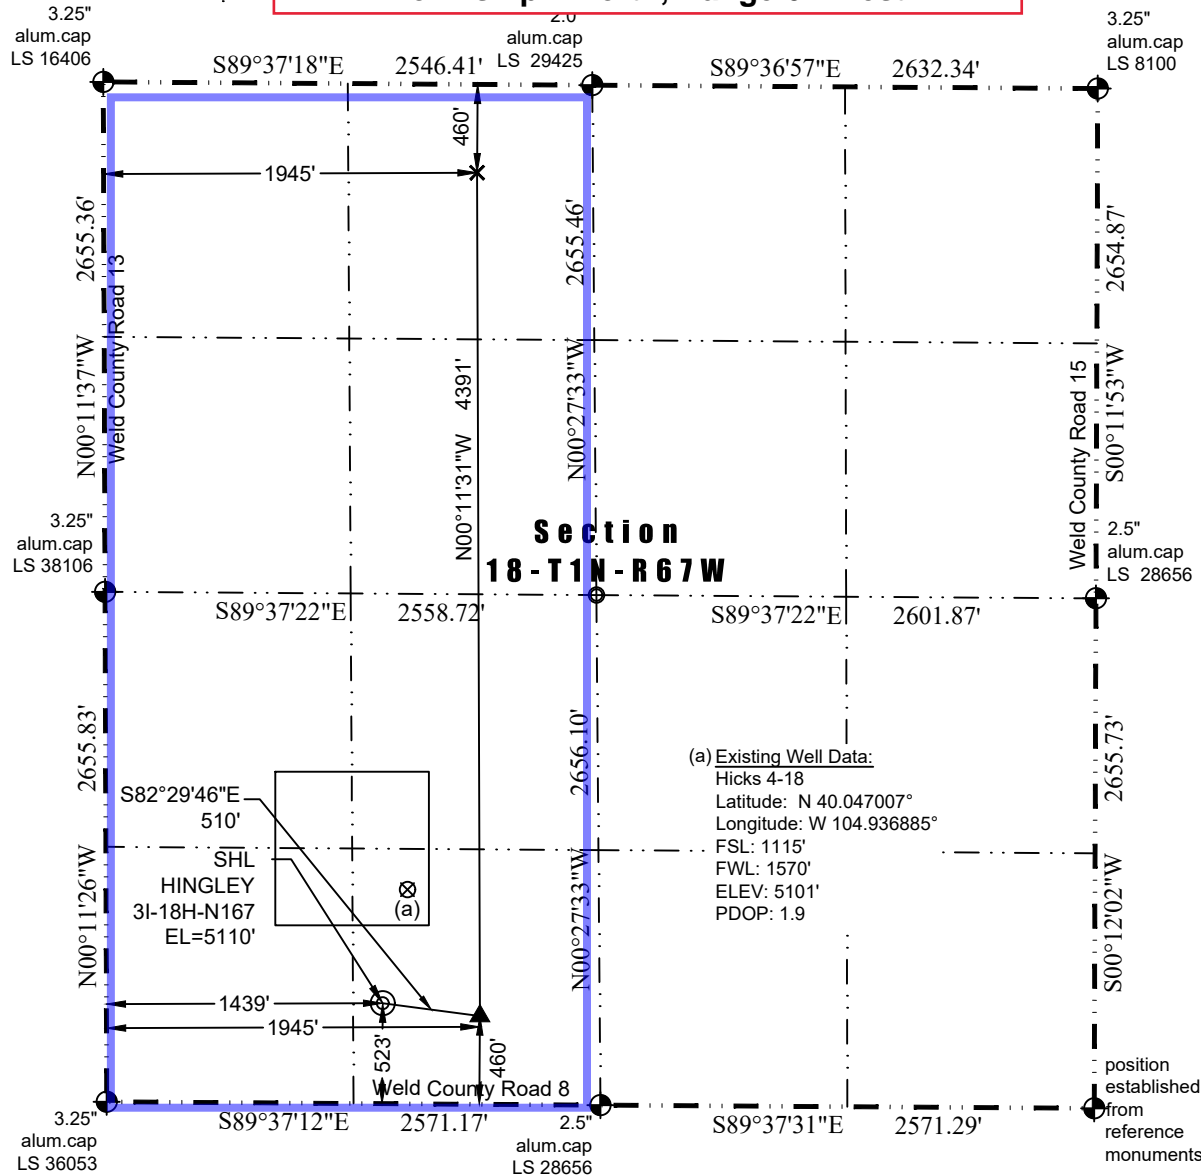 3.25"
alum.cap
LS 16406
2.0"
alum.cap
LS 29425
3.25"
alum.cap
LS 8100
S89°37'18"E 2546.41'
S89°36'57"E 2632.34'
460'
1945'
2655.36'
Weld County Road 13
N00°11'37"W
2655.46'
N00°27'33"W
2654.87'
Weld County Road 15
S00°11'53"W
N00°11'31"W 4391'
3.25"
alum.cap
LS 38106
Section
18-T1N-R67W
2.5"
alum.cap
LS 28656
S89°37'22"E 2558.72'
S89°37'22"E 2601.87'
2655.83'
N00°11'26"W
2656.10'
N00°27'33"W
2655.73'
S00°12'02"W
S82°29'46"E
510'
SHL
HINGLEY
3I-18H-N167
EL=5110'
(a)
(a) Existing Well Data:
Hicks 4-18
Latitude: N 40.047007°
Longitude: W 104.936885°
FSL: 1115'
FWL: 1570'
ELEV: 5101'
PDOP: 1.9
1439'
1945'
523'
460'
Weld County Road 8
S89°37'12"E 2571.17'
S89°37'31"E 2571.29'
3.25"
alum.cap
LS 36053
2.5"
alum.cap
LS 28656
position
established
from
reference
monuments